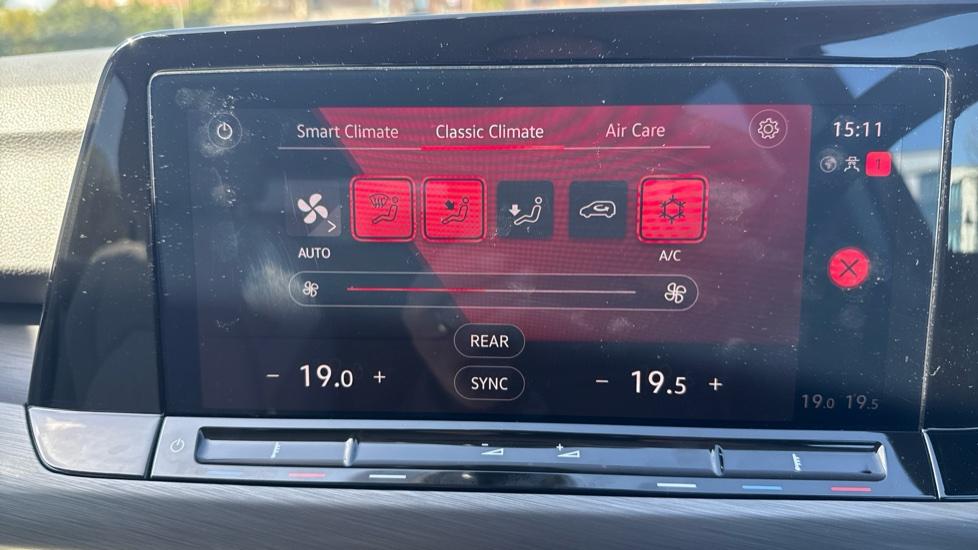 Smart Climate Classic Climate Air Care 15:11
1
AUTO A/C
REAR
− 19.0 + − 19.5 +
SYNC
19.0 19.5
− +